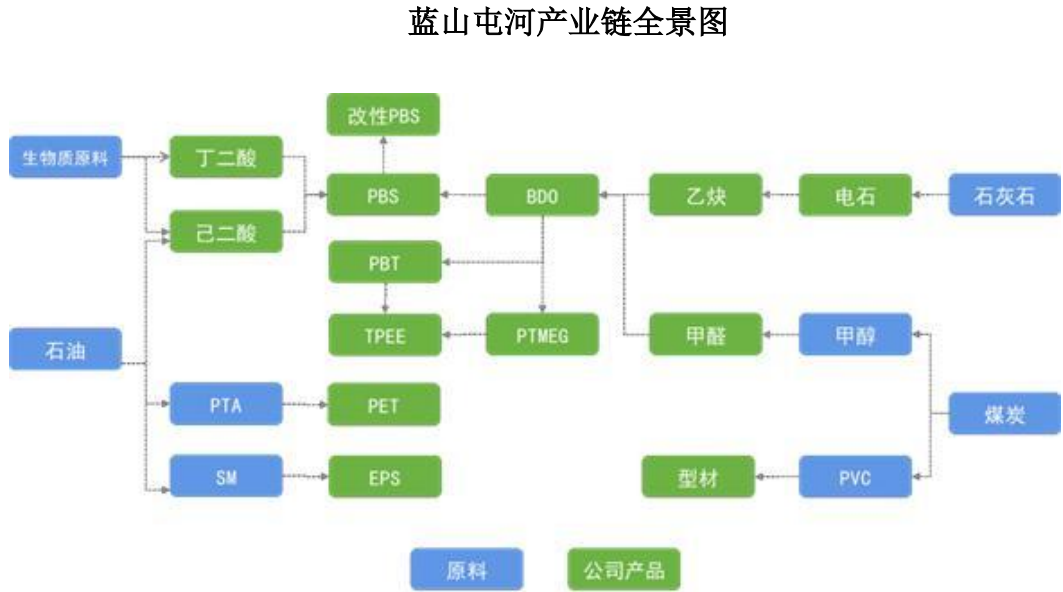 蓝山屯河产业链全景图
改性PBS
生物质原料
丁二酸
PBS
BDO
乙炔
电石
石灰石
己二酸
PBT
石油
TPEE
PTMEG
甲醛
甲醇
PTA
PET
煤炭
SM
EPS
型材
PVC
原料
公司产品